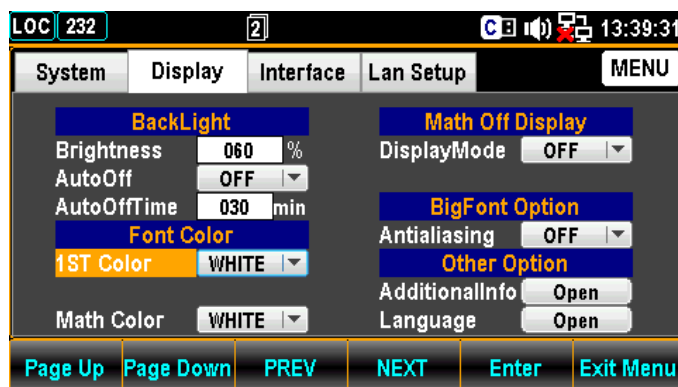 LOC 232 2 C 13:39:31
System Display Interface Lan Setup MENU
BackLight
Brightness 060 %
AutoOff OFF
AutoOffTime 030 min
Font Color
1ST Color WHITE
Math Color WHITE
Math Off Display
DisplayMode OFF
BigFont Option
Antialiasing OFF
Other Option
AdditionalInfo Open
Language Open
Page Up Page Down PREV NEXT Enter Exit Menu